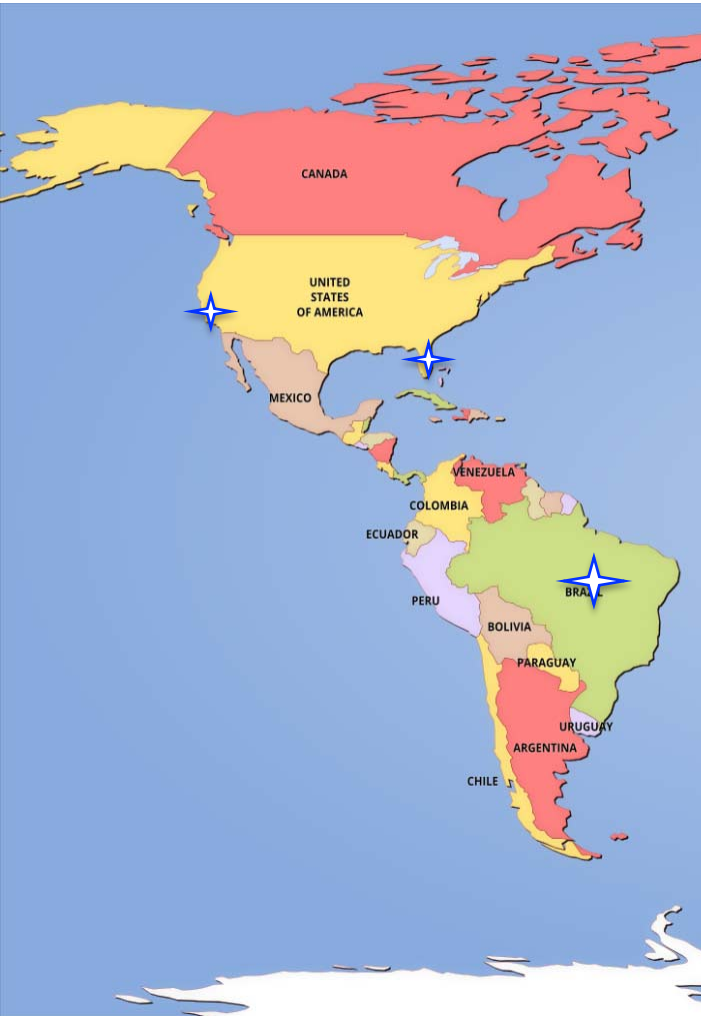 CANADA
UNITED
STATES
OF AMERICA
MEXICO
VENEZUELA
COLOMBIA
ECUADOR
PERU
BOLIVIA
PARAGUAY
URUGUAY
ARGENTINA
CHILE